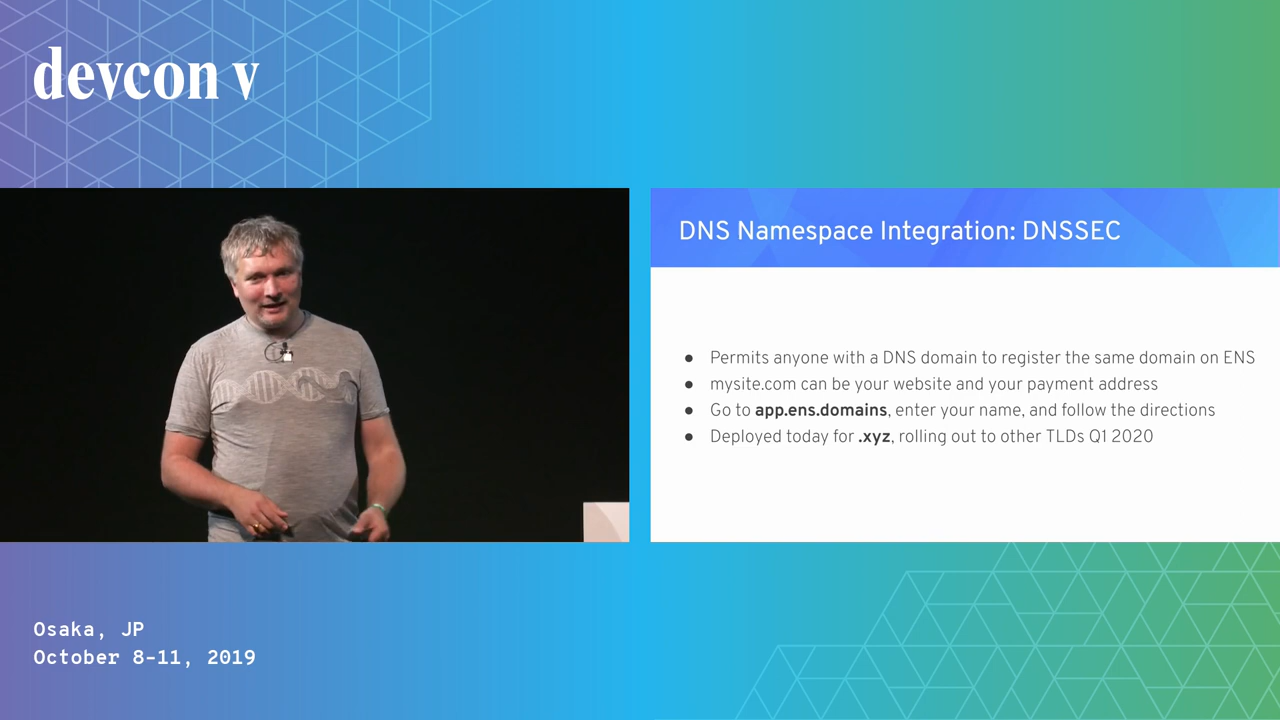 devcon v
DNS Namespace Integration: DNSSEC
● Permits anyone with a DNS domain to register the same domain on ENS
● mysite.com can be your website and your payment address
● Go to app.ens.domains, enter your name, and follow the directions
● Deployed today for .xyz, rolling out to other TLDs Q1 2020
Osaka, JP
October 8-11, 2019